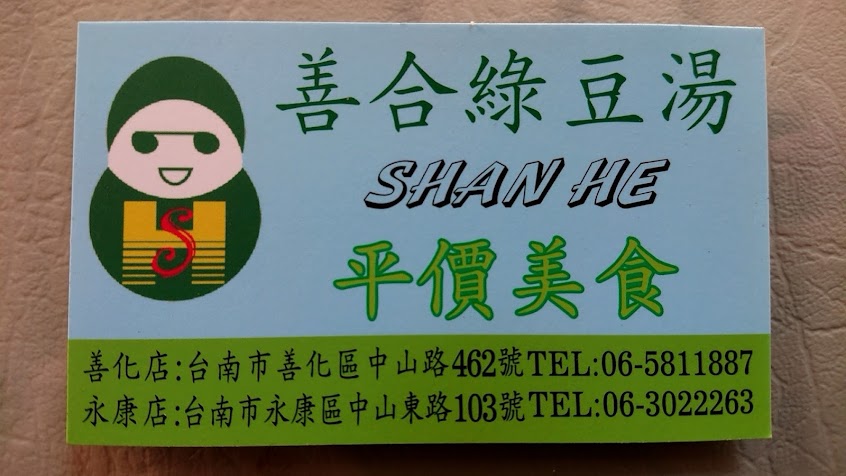 善合綠豆湯
SHAN HE
平價美食
SH
善化店:台南市善化區中山路462號TEL:06-5811887
永康店:台南市永康區中山東路103號TEL:06-3022263